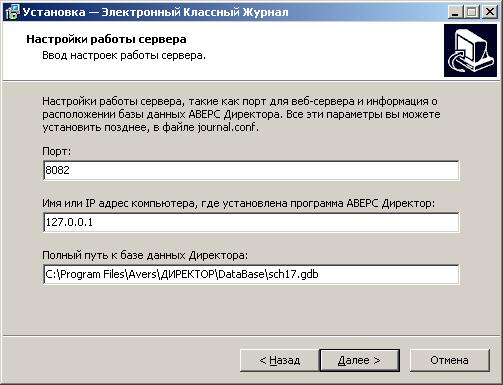 Установка — Электронный Классный Журнал
Настройки работы сервера
Ввод настроек работы сервера.
Настройки работы сервера, такие как порт для веб-сервера и информация о
расположении базы данных АВЕРС Директора. Все эти параметры вы можете
установить позднее, в файле journal.conf.
Порт:
8082
Имя или IP адрес компьютера, где установлена программа АВЕРС Директор:
127.0.0.1
Полный путь к базе данных Директора:
C:\Program Files\Avers\ДИРЕКТОР\DataBase\sch17.gdb
< Назад
Далее >
Отмена